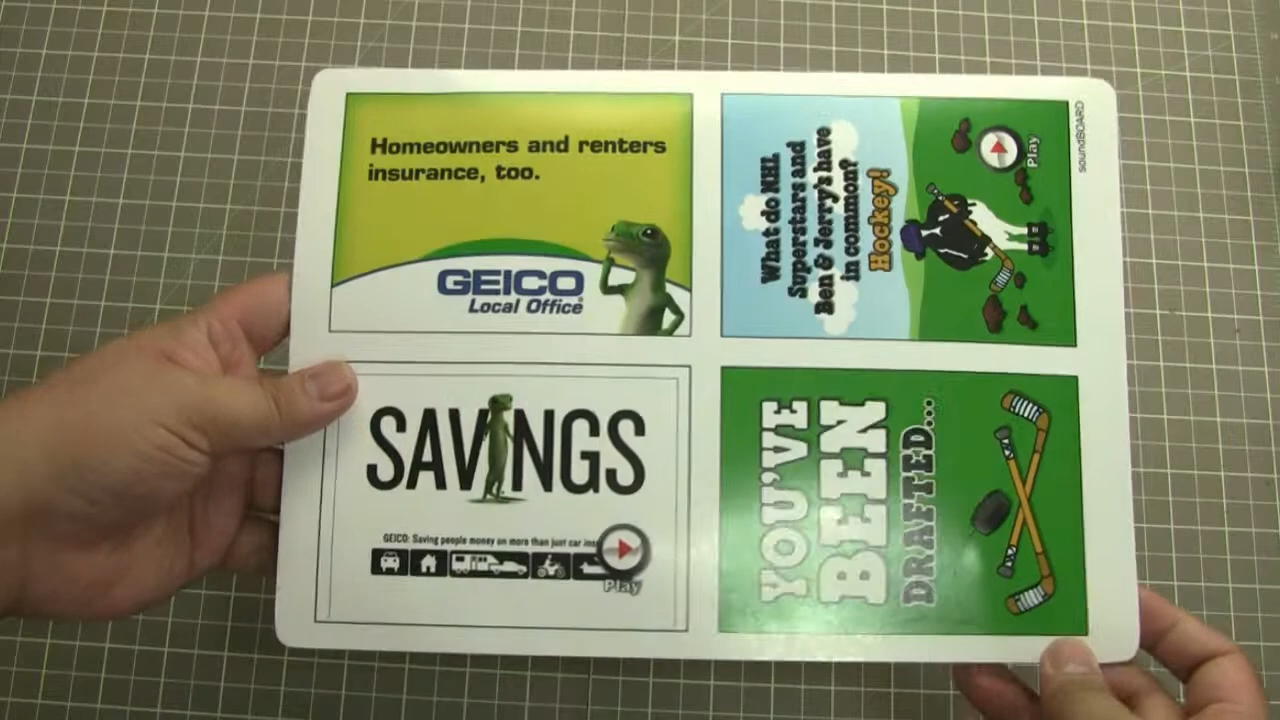 Homeowners and renters
insurance, too.
GEICO
Local Office
What do NHL
Superstars and
Ben & Jerry's have
in common?
Hockey!
Play
soundBOARD
SAVINGS
GEICO: Saving people money on more than just car
Play
YOU'VE
BEEN
DRAFTED...